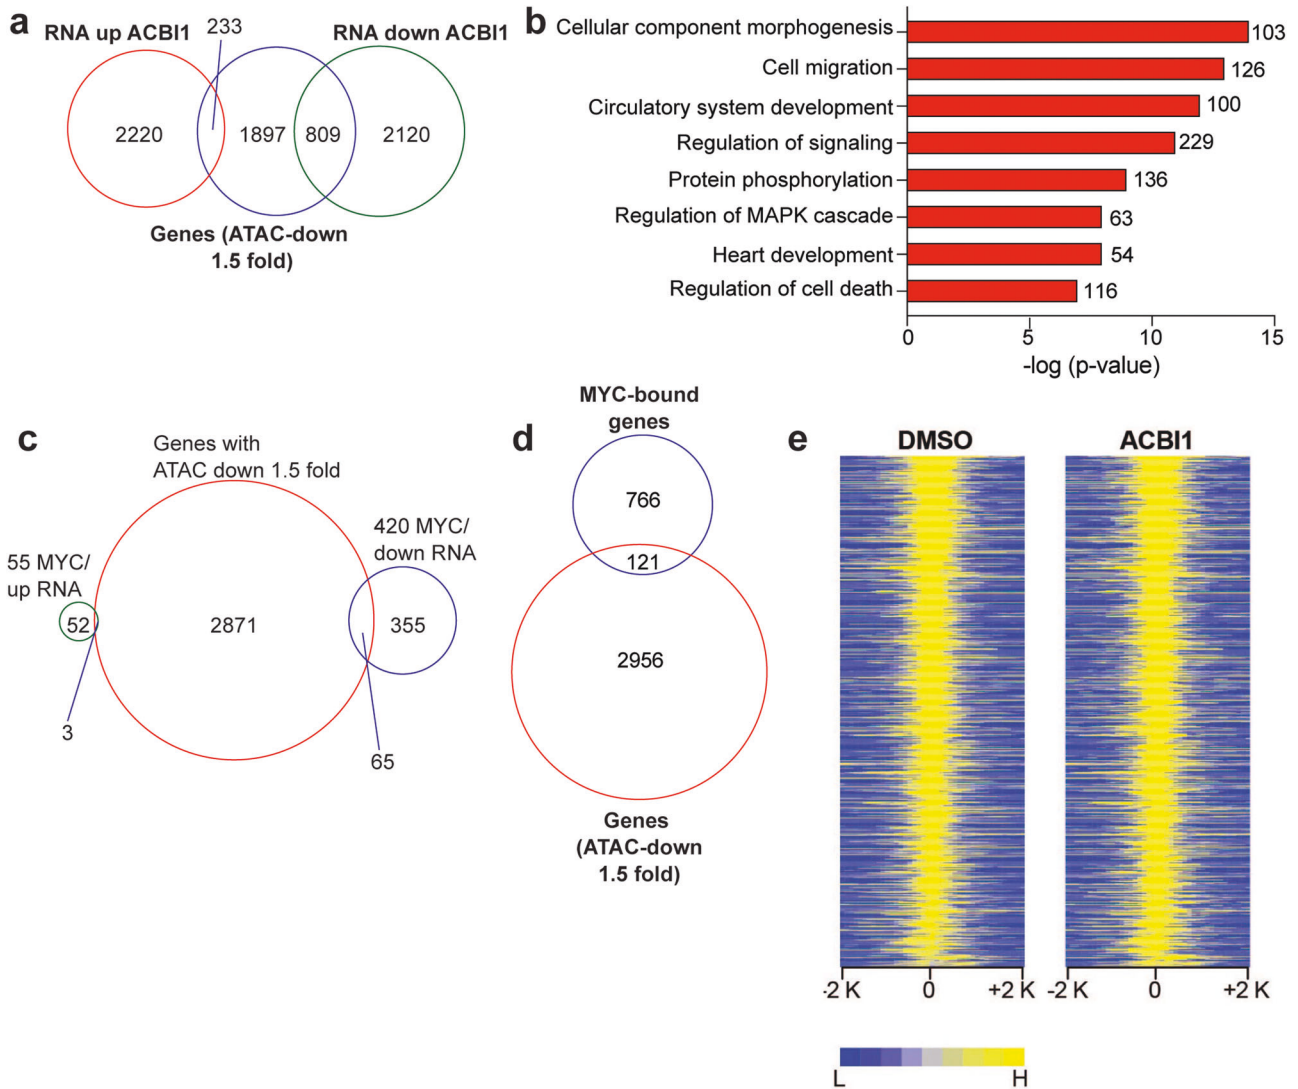 a
RNA up ACBI1
233
RNA down ACBI1
2220
1897
809
2120
Genes (ATAC-down
1.5 fold)
b
Cellular component morphogenesis
103
Cell migration
126
Circulatory system development
100
Regulation of signaling
229
Protein phosphorylation
136
Regulation of MAPK cascade
63
Heart development
54
Regulation of cell death
116
0 5 10 15
-log (p-value)
c
Genes with
ATAC down 1.5 fold
420 MYC/
down RNA
55 MYC/
up RNA
52
2871
355
3
65
d
MYC-bound
genes
766
121
2956
Genes
(ATAC-down
1.5 fold)
e
DMSO
ACBI1
-2 K 0 +2 K
-2 K 0 +2 K
L H